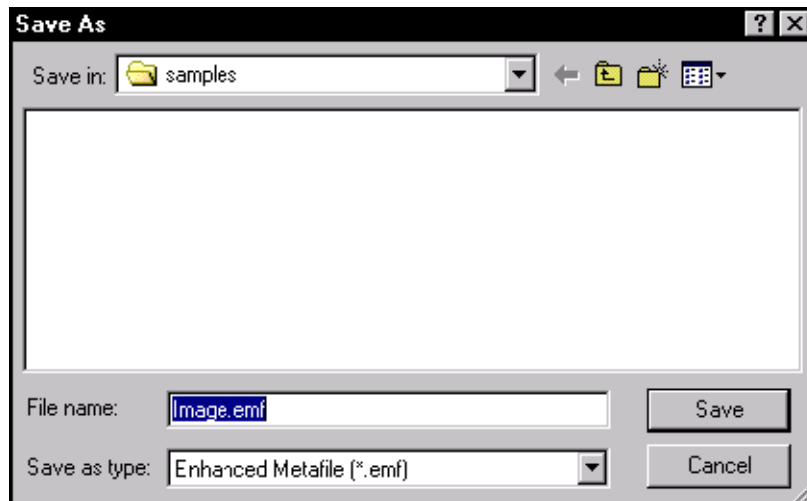 Save As
Save in: samples
File name: Image.emf
Save
Save as type: Enhanced Metafile (*.emf)
Cancel